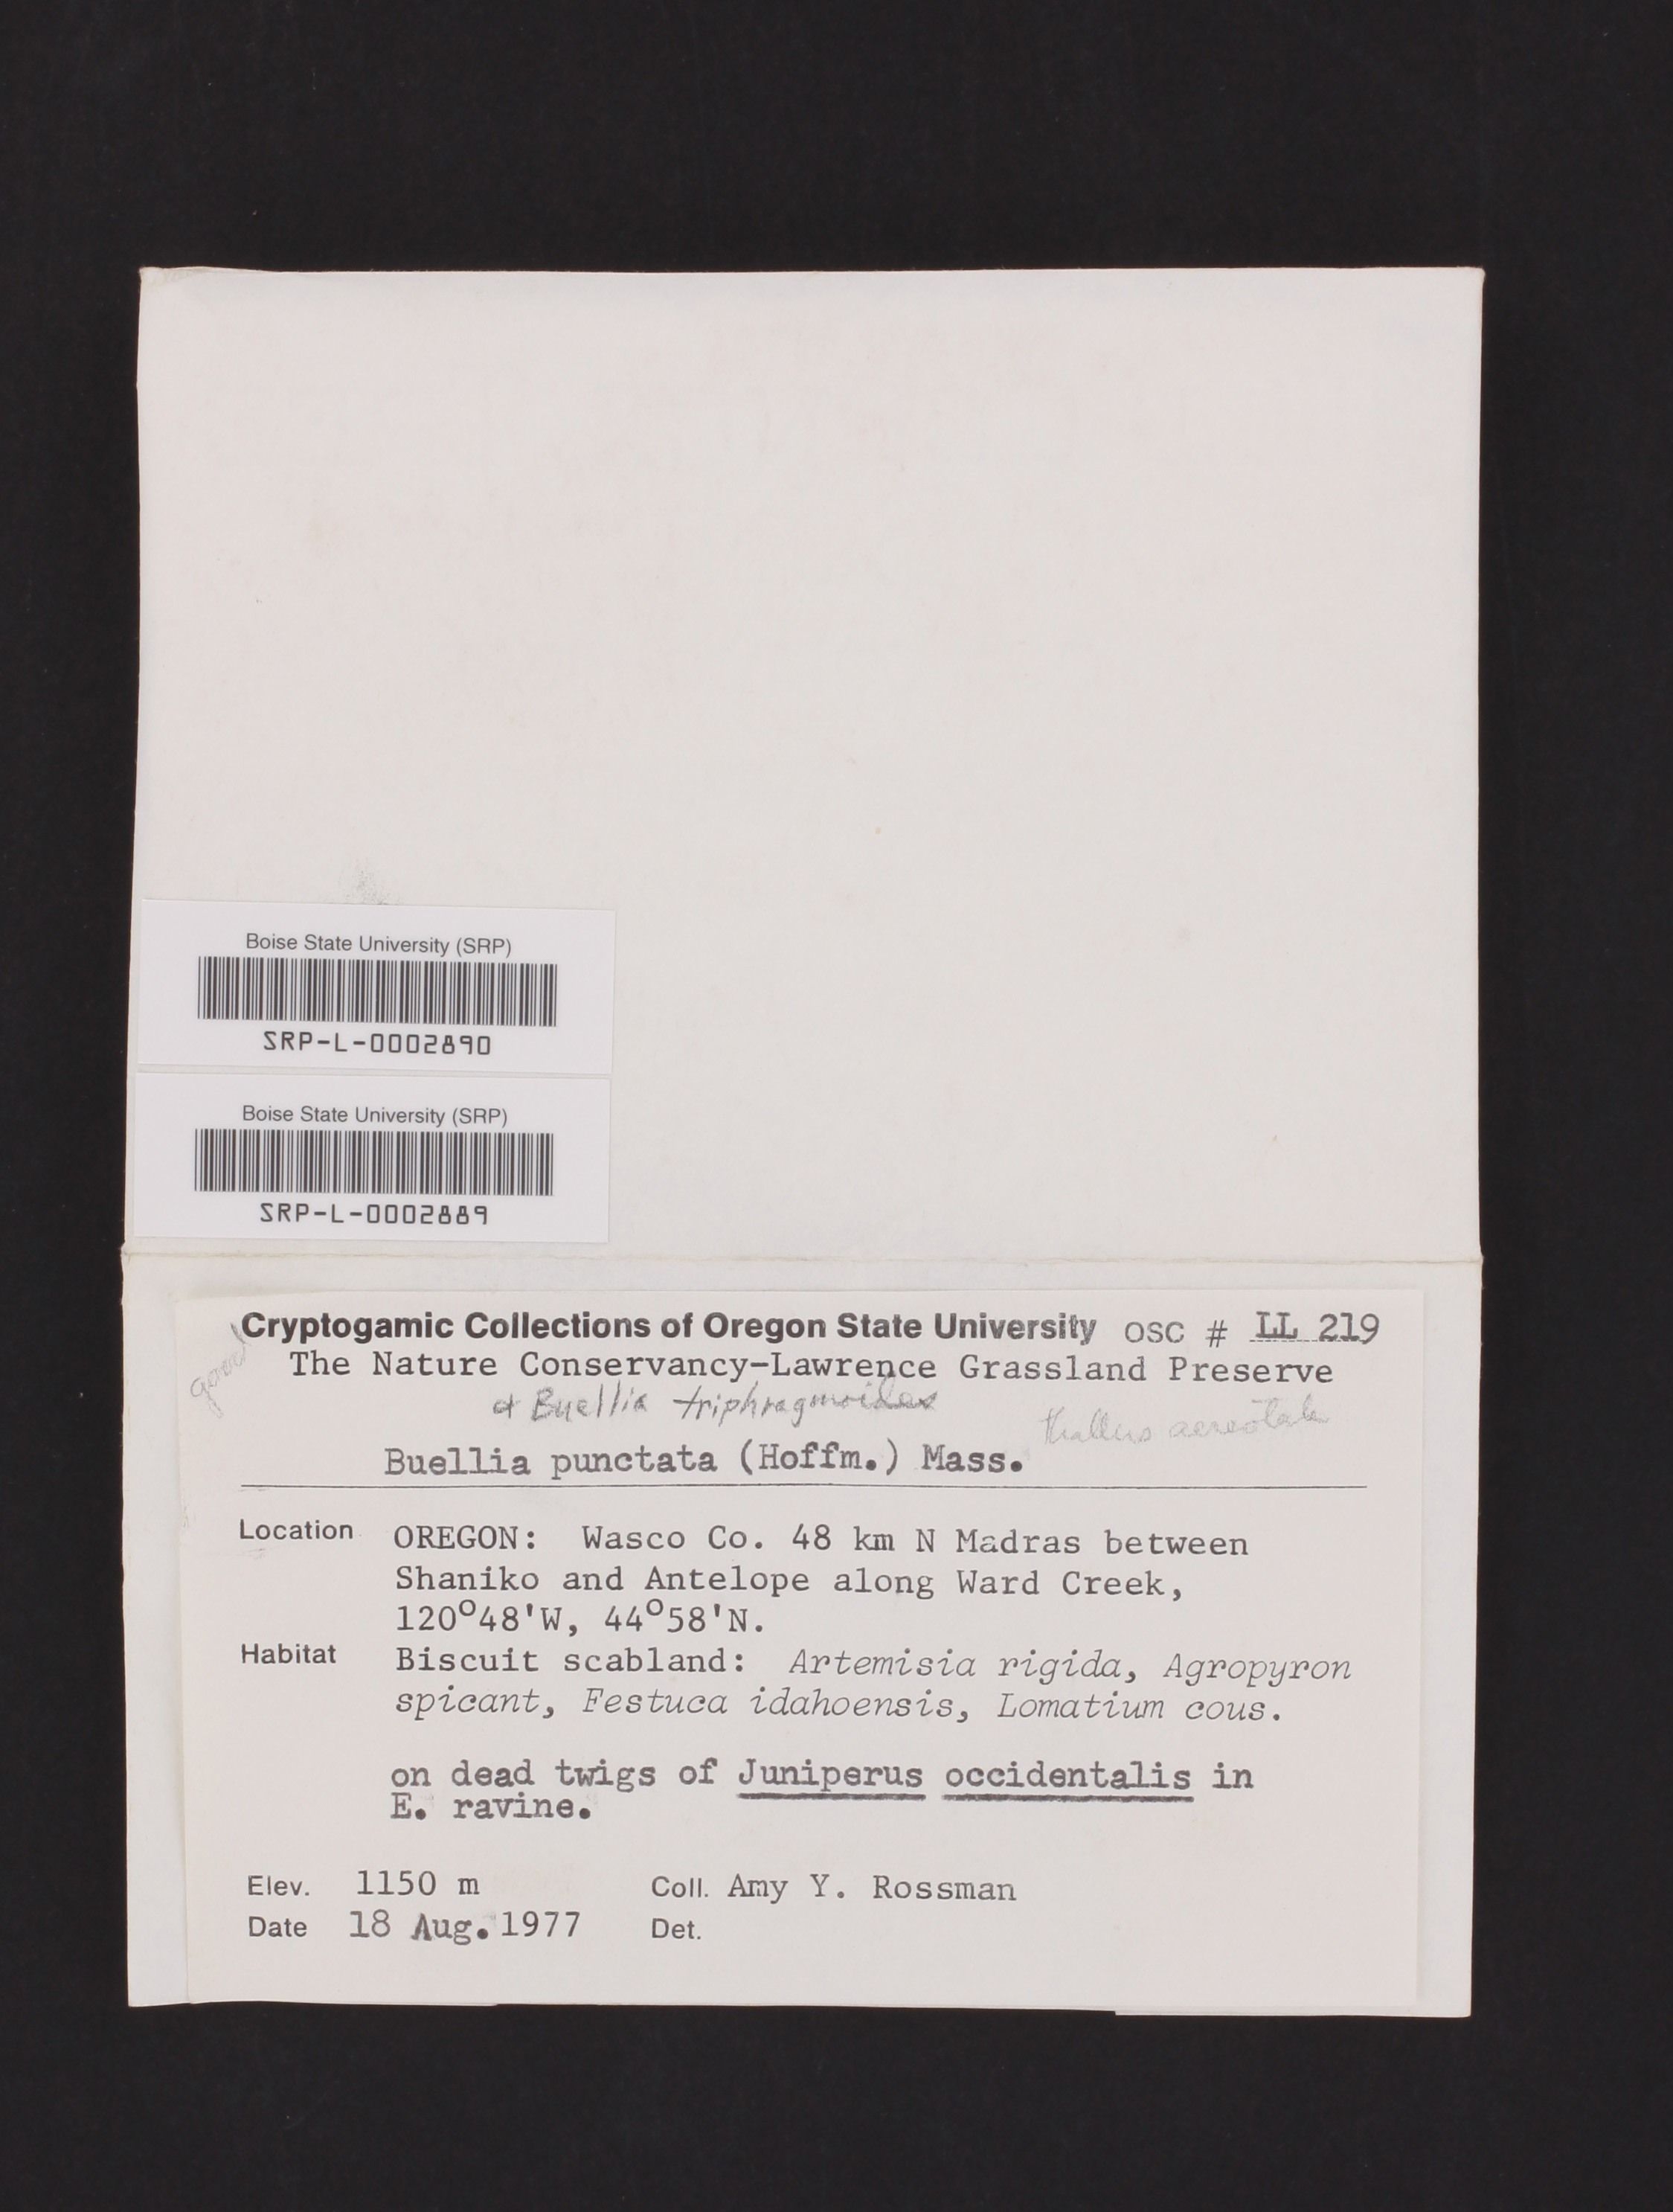 Boise State University (SRP)
SRP-L-0002890
Boise State University (SRP)
SRP-L-0002889
Cryptogamic Collections of Oregon State University OSC # LL 219
good
The Nature Conservancy-Lawrence Grassland Preserve
& Buellia triphragmoides
thallus aereolate
Buellia punctata (Hoffm.) Mass.
Location OREGON: Wasco Co. 48 km N Madras between
Shaniko and Antelope along Ward Creek,
120°48'W, 44°58'N.
Habitat Biscuit scabland: Artemisia rigida, Agropyron
spicant, Festuca idahoensis, Lomatium cous.
on dead twigs of Juniperus occidentalis in
E. ravine.
Elev. 1150 m Coll. Amy Y. Rossman
Date 18 Aug. 1977 Det.